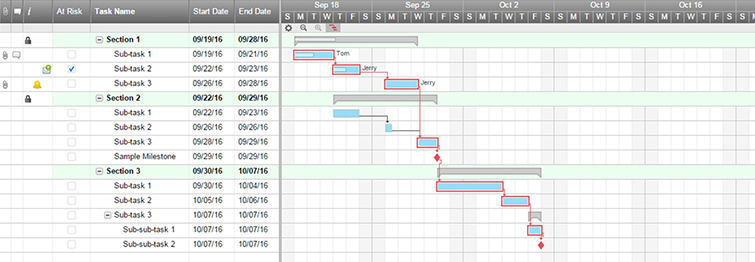 At Risk Task Name Start Date End Date Sep 18 Sep 25 Oct 2 Oct 9 Oct 16
S M T W T F S S M T W T F S S M T W T F S S M T W T F S S M T W T F S
Section 1 09/19/16 09/28/16
Sub-task 1 09/19/16 09/21/16 Tom
Sub-task 2 09/22/16 09/23/16 Jerry
Sub-task 3 09/26/16 09/28/16 Jerry
Section 2 09/22/16 09/29/16
Sub-task 1 09/22/16 09/23/16
Sub-task 2 09/26/16 09/26/16
Sub-task 3 09/28/16 09/29/16
Sample Milestone 09/29/16 09/29/16
Section 3 09/30/16 10/07/16
Sub-task 1 09/30/16 10/04/16
Sub-task 2 10/05/16 10/06/16
Sub-task 3 10/07/16 10/07/16
Sub-sub-task 1 10/07/16 10/07/16
Sub-sub-task 2 10/07/16 10/07/16